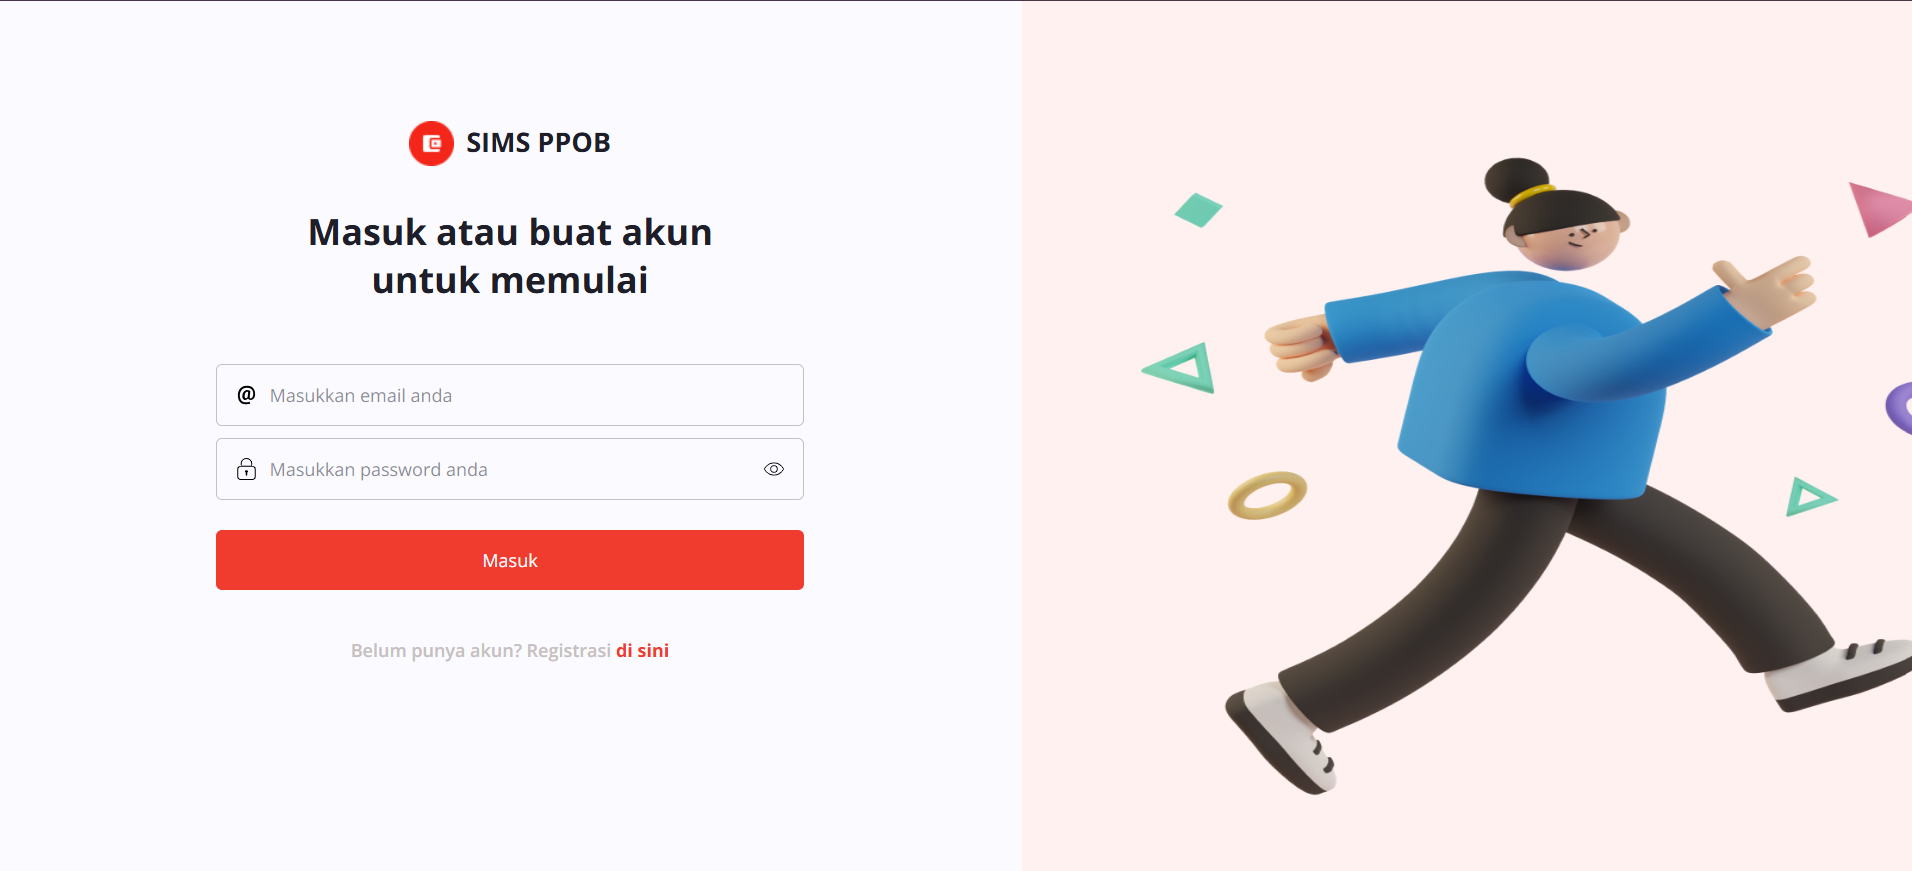 SIMS PPOB
Masuk atau buat akun
untuk memulai
@ Masukkan email anda
Masukkan password anda
Masuk
Belum punya akun? Registrasi di sini